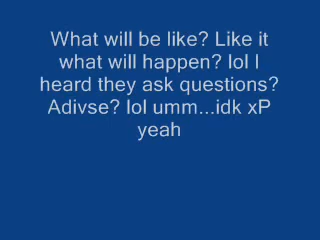 What will be like? Like it
what will happen? lol I
heard they ask questions?
Adivse? lol umm...idk xP
yeah